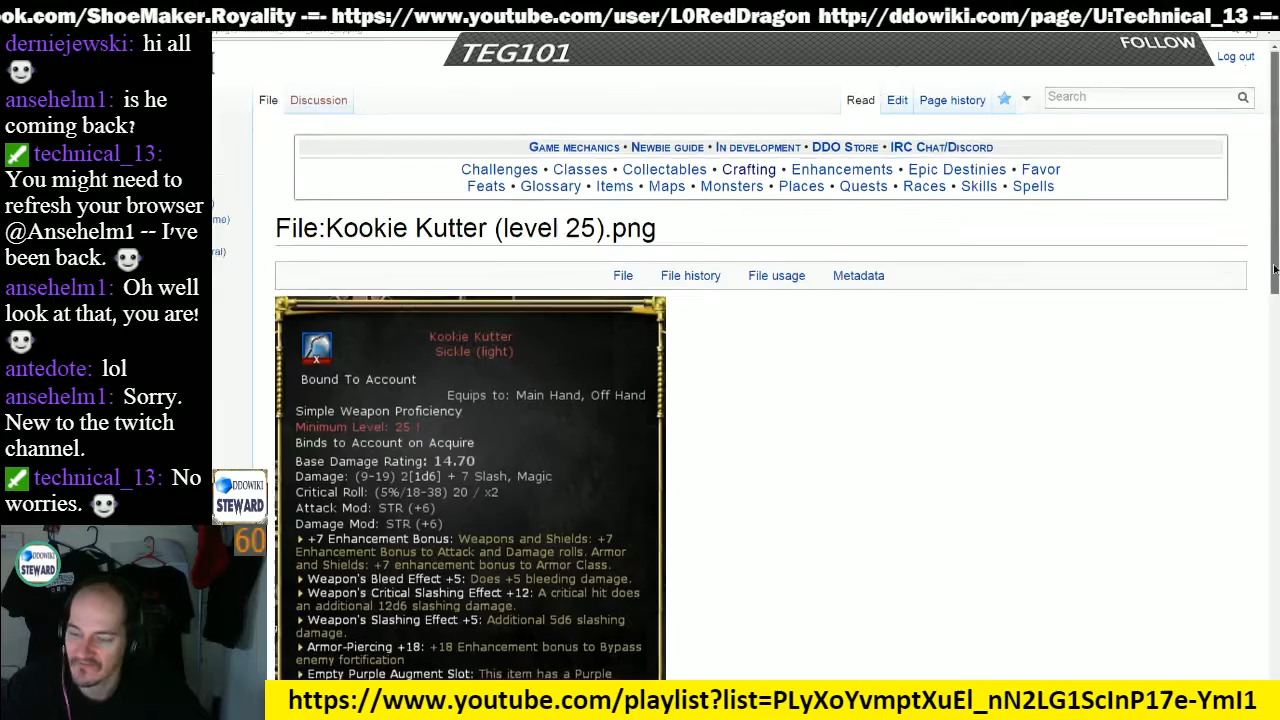 ok.com/ShoeMaker.Royality -=- https://www.youtube.com/user/L0RedDragon http://ddowiki.com/page/U:Technical_13 -=-
derniejewski: hi all
ansehelm1: is he
coming back?
technical_13:
You might need to
refresh your browser
@Ansehelm1 -- I've
been back.
ansehelm1: Oh well
look at that, you are!
antedote: lol
ansehelm1: Sorry.
New to the twitch
channel.
technical_13: No
worries.
DDOWIKI
STEWARD
60
DDOWIKI
STEWARD
TEG101
FOLLOW
Log out
File Discussion Read Edit Page history Search
Game mechanics • Newbie guide • In development • DDO Store • IRC Chat/Discord
Challenges • Classes • Collectables • Crafting • Enhancements • Epic Destinies • Favor
Feats • Glossary • Items • Maps • Monsters • Places • Quests • Races • Skills • Spells
me)
ral)
File:Kookie Kutter (level 25).png
File File history File usage Metadata
Kookie Kutter
Sickle (light)
X
Bound To Account
Equips to: Main Hand, Off Hand
Simple Weapon Proficiency
Minimum Level: 25 !
Binds to Account on Acquire
Base Damage Rating: 14.70
Damage: (9-19) 2[1d6] + 7 Slash, Magic
Critical Roll: (5%/18-38) 20 / x2
Attack Mod: STR (+6)
Damage Mod: STR (+6)
+7 Enhancement Bonus: Weapons and Shields: +7
Enhancement Bonus to Attack and Damage rolls. Armor
and Shields: +7 enhancement bonus to Armor Class.
Weapon's Bleed Effect +5: Does +5 bleeding damage.
Weapon's Critical Slashing Effect +12: A critical hit does
an additional 12d6 slashing damage.
Weapon's Slashing Effect +5: Additional 5d6 slashing
damage.
Armor-Piercing +18: +18 Enhancement bonus to Bypass
enemy fortification
Empty Purple Augment Slot: This item has a Purple
https://www.youtube.com/playlist?list=PLyXoYvmptXuEl_nN2LG1ScInP17e-YmI1